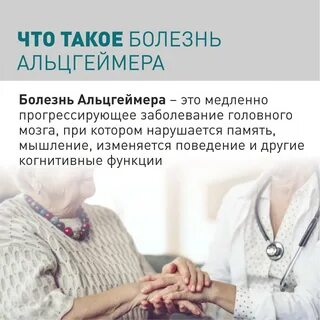 ЧТО ТАКОЕ БОЛЕЗНЬ
АЛЬЦГЕЙМЕРА
Болезнь Альцгеймера – это медленно
прогрессирующее заболевание головного
мозга, при котором нарушается память,
мышление, изменяется поведение и другие
когнитивные функции